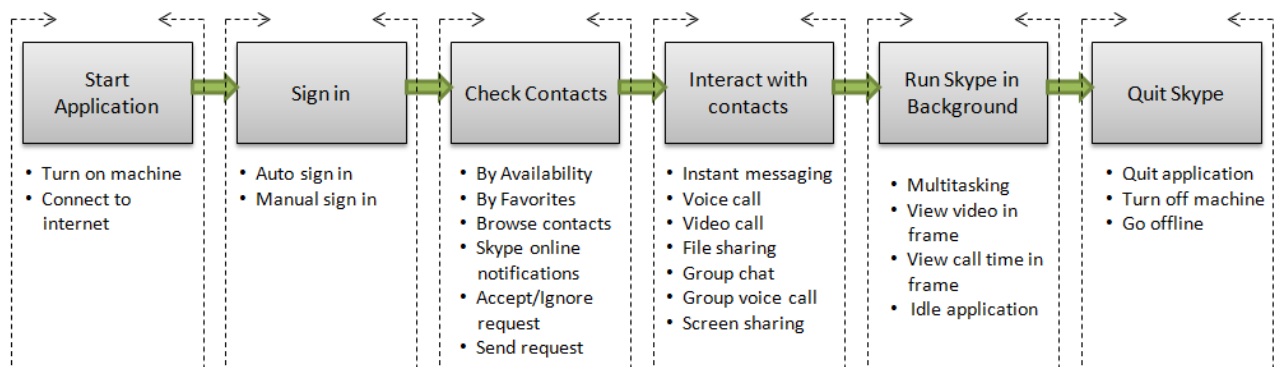 Start
Application
Sign in
Check Contacts
Interact with
contacts
Run Skype in
Background
Quit Skype
• Turn on machine
• Connect to
internet
• Auto sign in
• Manual sign in
• By Availability
• By Favorites
• Browse contacts
• Skype online
notifications
• Accept/Ignore
request
• Send request
• Instant messaging
• Voice call
• Video call
• File sharing
• Group chat
• Group voice call
• Screen sharing
• Multitasking
• View video in
frame
• View call time in
frame
• Idle application
• Quit application
• Turn off machine
• Go offline